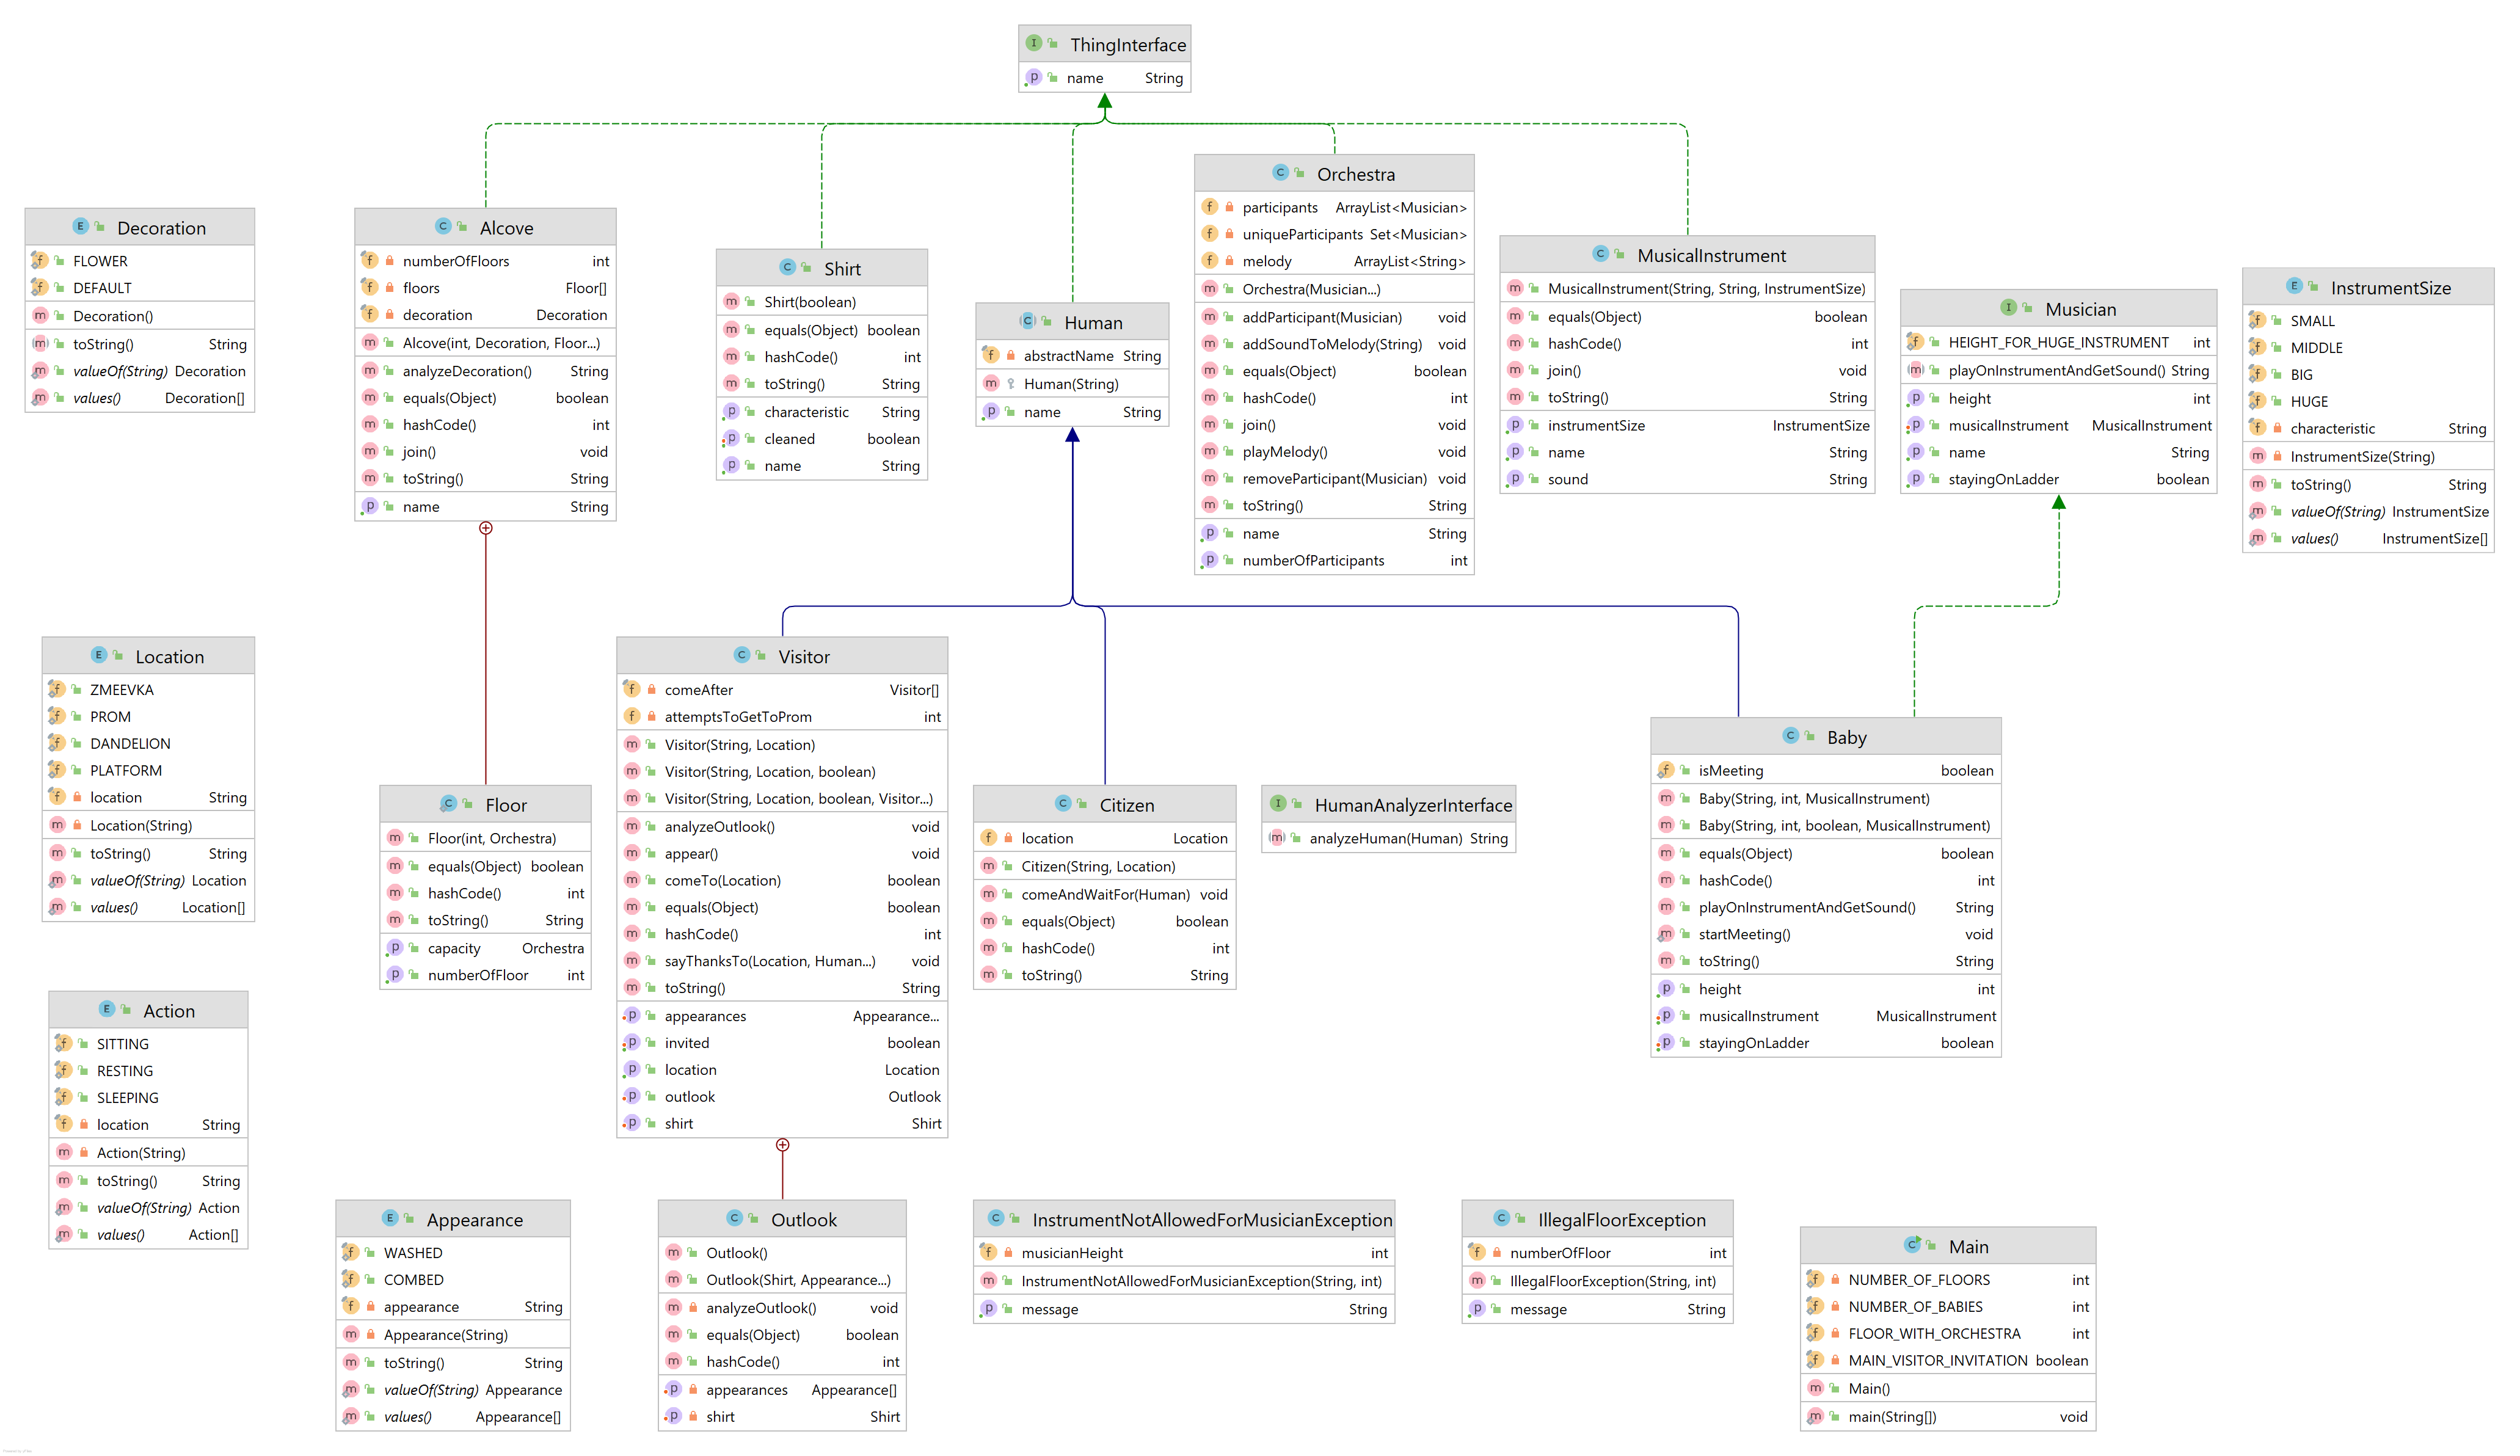 ThingInterface
name String
Decoration
FLOWER
DEFAULT
Decoration()
toString() String
valueOf(String) Decoration
values() Decoration[]
Alcove
numberOfFloors int
floors Floor[]
decoration Decoration
Alcove(int, Decoration, Floor...)
analyzeDecoration() String
equals(Object) boolean
hashCode() int
join() void
toString() String
name String
Shirt
Shirt(boolean)
equals(Object) boolean
hashCode() int
toString() String
characteristic String
cleaned boolean
name String
Human
abstractName String
Human(String)
name String
Orchestra
participants ArrayList<Musician>
uniqueParticipants Set<Musician>
melody ArrayList<String>
Orchestra(Musician...)
addParticipant(Musician) void
addSoundToMelody(String) void
equals(Object) boolean
hashCode() int
join() void
playMelody() void
removeParticipant(Musician) void
toString() String
name String
numberOfParticipants int
MusicalInstrument
MusicalInstrument(String, String, InstrumentSize)
equals(Object) boolean
hashCode() int
join() void
toString() String
instrumentSize InstrumentSize
name String
sound String
Musician
HEIGHT_FOR_HUGE_INSTRUMENT int
playOnInstrumentAndGetSound() String
height int
musicalInstrument MusicalInstrument
name String
stayingOnLadder boolean
InstrumentSize
SMALL
MIDDLE
BIG
HUGE
characteristic String
InstrumentSize(String)
toString() String
valueOf(String) InstrumentSize
values() InstrumentSize[]
Location
ZMEEVKA
PROM
DANDELION
PLATFORM
location String
Location(String)
toString() String
valueOf(String) Location
values() Location[]
Floor
Floor(int, Orchestra)
equals(Object) boolean
hashCode() int
toString() String
capacity Orchestra
numberOfFloor int
Visitor
comeAfter Visitor[]
attemptsToGetToProm int
Visitor(String, Location)
Visitor(String, Location, boolean)
Visitor(String, Location, boolean, Visitor...)
analyzeOutlook() void
appear() void
comeTo(Location) boolean
equals(Object) boolean
hashCode() int
sayThanksTo(Location, Human...) void
toString() String
appearances Appearance...
invited boolean
location Location
outlook Outlook
shirt Shirt
Citizen
location Location
Citizen(String, Location)
comeAndWaitFor(Human) void
equals(Object) boolean
hashCode() int
toString() String
HumanAnalyzerInterface
analyzeHuman(Human) String
Baby
isMeeting boolean
Baby(String, int, MusicalInstrument)
Baby(String, int, boolean, MusicalInstrument)
equals(Object) boolean
hashCode() int
playOnInstrumentAndGetSound() String
startMeeting() void
toString() String
height int
musicalInstrument MusicalInstrument
stayingOnLadder boolean
Action
SITTING
RESTING
SLEEPING
location String
Action(String)
toString() String
valueOf(String) Action
values() Action[]
Appearance
WASHED
COMBED
appearance String
Appearance(String)
toString() String
valueOf(String) Appearance
values() Appearance[]
Outlook
Outlook()
Outlook(Shirt, Appearance...)
analyzeOutlook() void
equals(Object) boolean
hashCode() int
appearances Appearance[]
shirt Shirt
InstrumentNotAllowedForMusicianException
musicianHeight int
InstrumentNotAllowedForMusicianException(String, int)
message String
IllegalFloorException
numberOfFloor int
IllegalFloorException(String, int)
message String
Main
NUMBER_OF_FLOORS int
NUMBER_OF_BABIES int
FLOOR_WITH_ORCHESTRA int
MAIN_VISITOR_INVITATION boolean
Main()
main(String[]) void